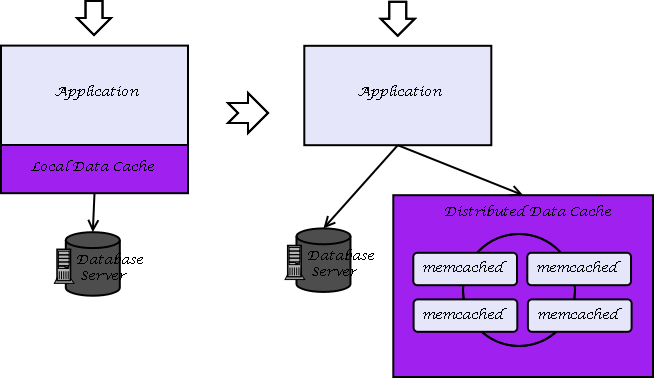 Application
Local Data Cache
Database
Server
Application
Database
Server
Distributed Data Cache
memcached
memcached
memcached
memcached